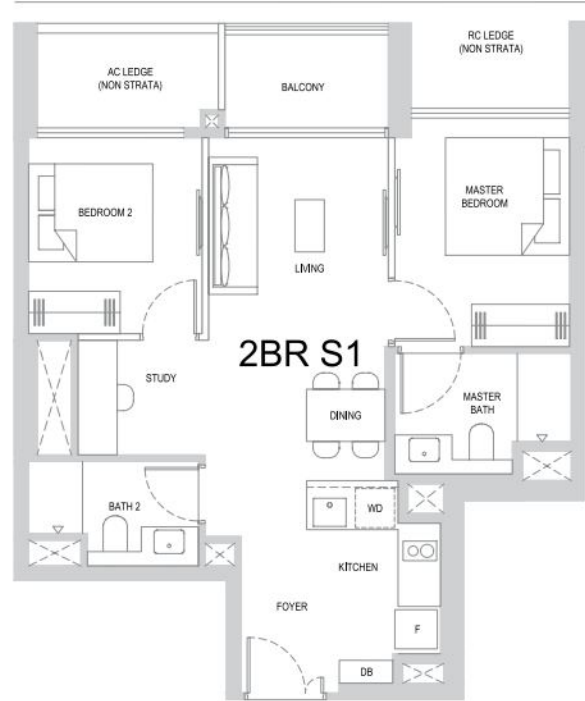 RC LEDGE
(NON STRATA)
AC LEDGE
(NON STRATA)
BALCONY
BEDROOM 2
MASTER
BEDROOM
LIVING
2BR S1
STUDY
DINING
MASTER
BATH
BATH 2
WD
KITCHEN
FOYER
F
DB